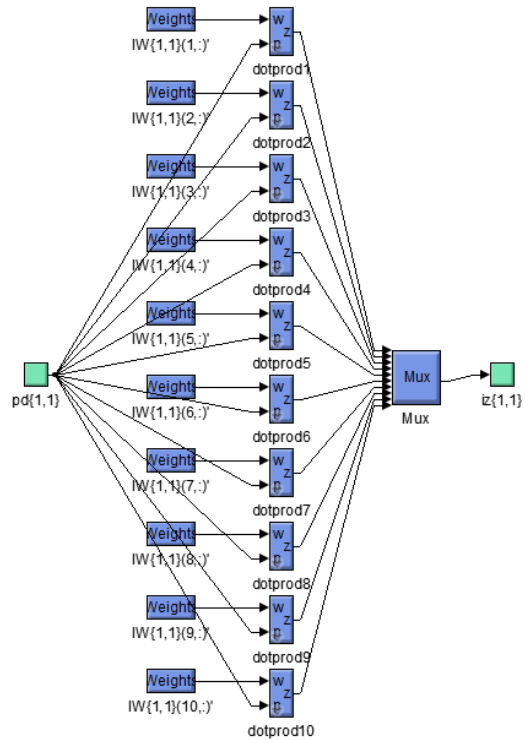 Weights
w
z
p
IW{1,1}(1,:)'
dotprod1
Weights
w
z
p
IW{1,1}(2,:)'
dotprod2
Weights
w
z
p
IW{1,1}(3,:)'
dotprod3
Weights
w
z
p
IW{1,1}(4,:)'
dotprod4
Weights
w
z
p
IW{1,1}(5,:)'
dotprod5
pd{1,1}
Mux
Mux
iz{1,1}
Weights
w
z
p
IW{1,1}(6,:)'
dotprod6
Weights
w
z
p
IW{1,1}(7,:)'
dotprod7
Weights
w
z
p
IW{1,1}(8,:)'
dotprod8
Weights
w
z
p
IW{1,1}(9,:)'
dotprod9
Weights
w
z
p
IW{1,1}(10,:)'
dotprod10